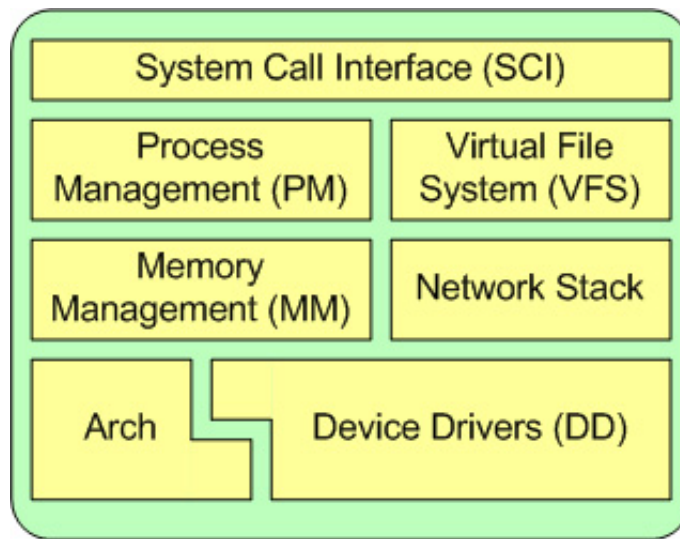 System Call Interface (SCI)
Process
Management (PM)
Virtual File
System (VFS)
Memory
Management (MM)
Network Stack
Arch
Device Drivers (DD)